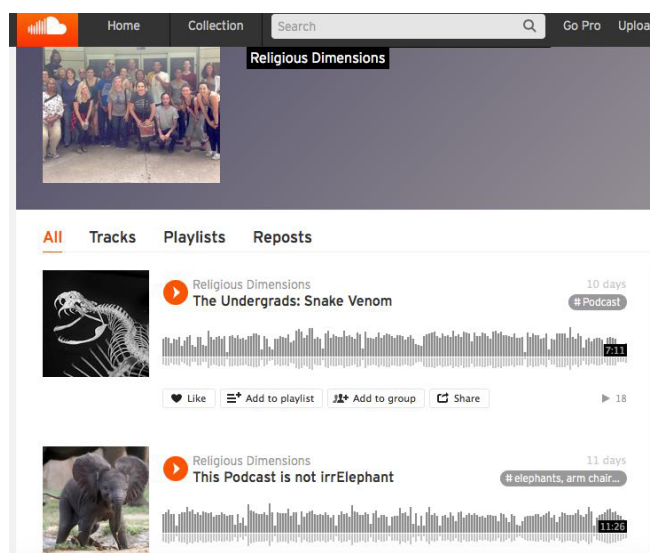 Home Collection Search Go Pro Uploa
Religious Dimensions
All Tracks Playlists Reposts
Religious Dimensions 10 days
The Undergrads: Snake Venom #Podcast
7:11
Like Add to playlist Add to group Share 18
Religious Dimensions 11 days
This Podcast is not irrElephant #elephants, arm chair...
11:26